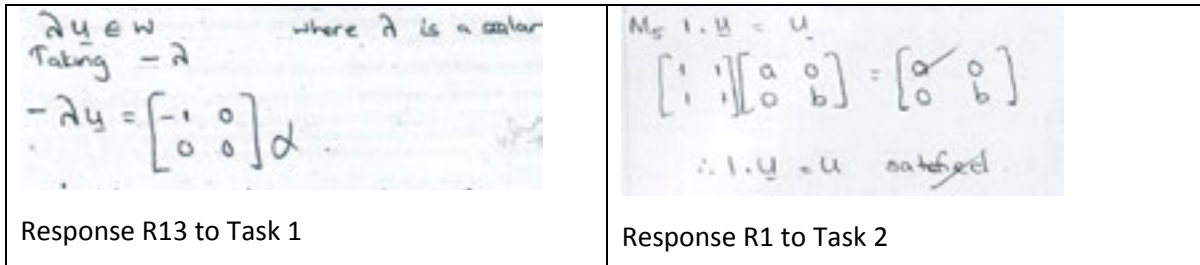 λu ∈ W where λ is a scalar
Taking - λ
-λu = [-1 0
0 0] α
Response R13 to Task 1
M5 1.u = u
[1 1
1 1] [a 0
0 b] = [a 0
0 b]
∴ 1.u = u satisfied
Response R1 to Task 2